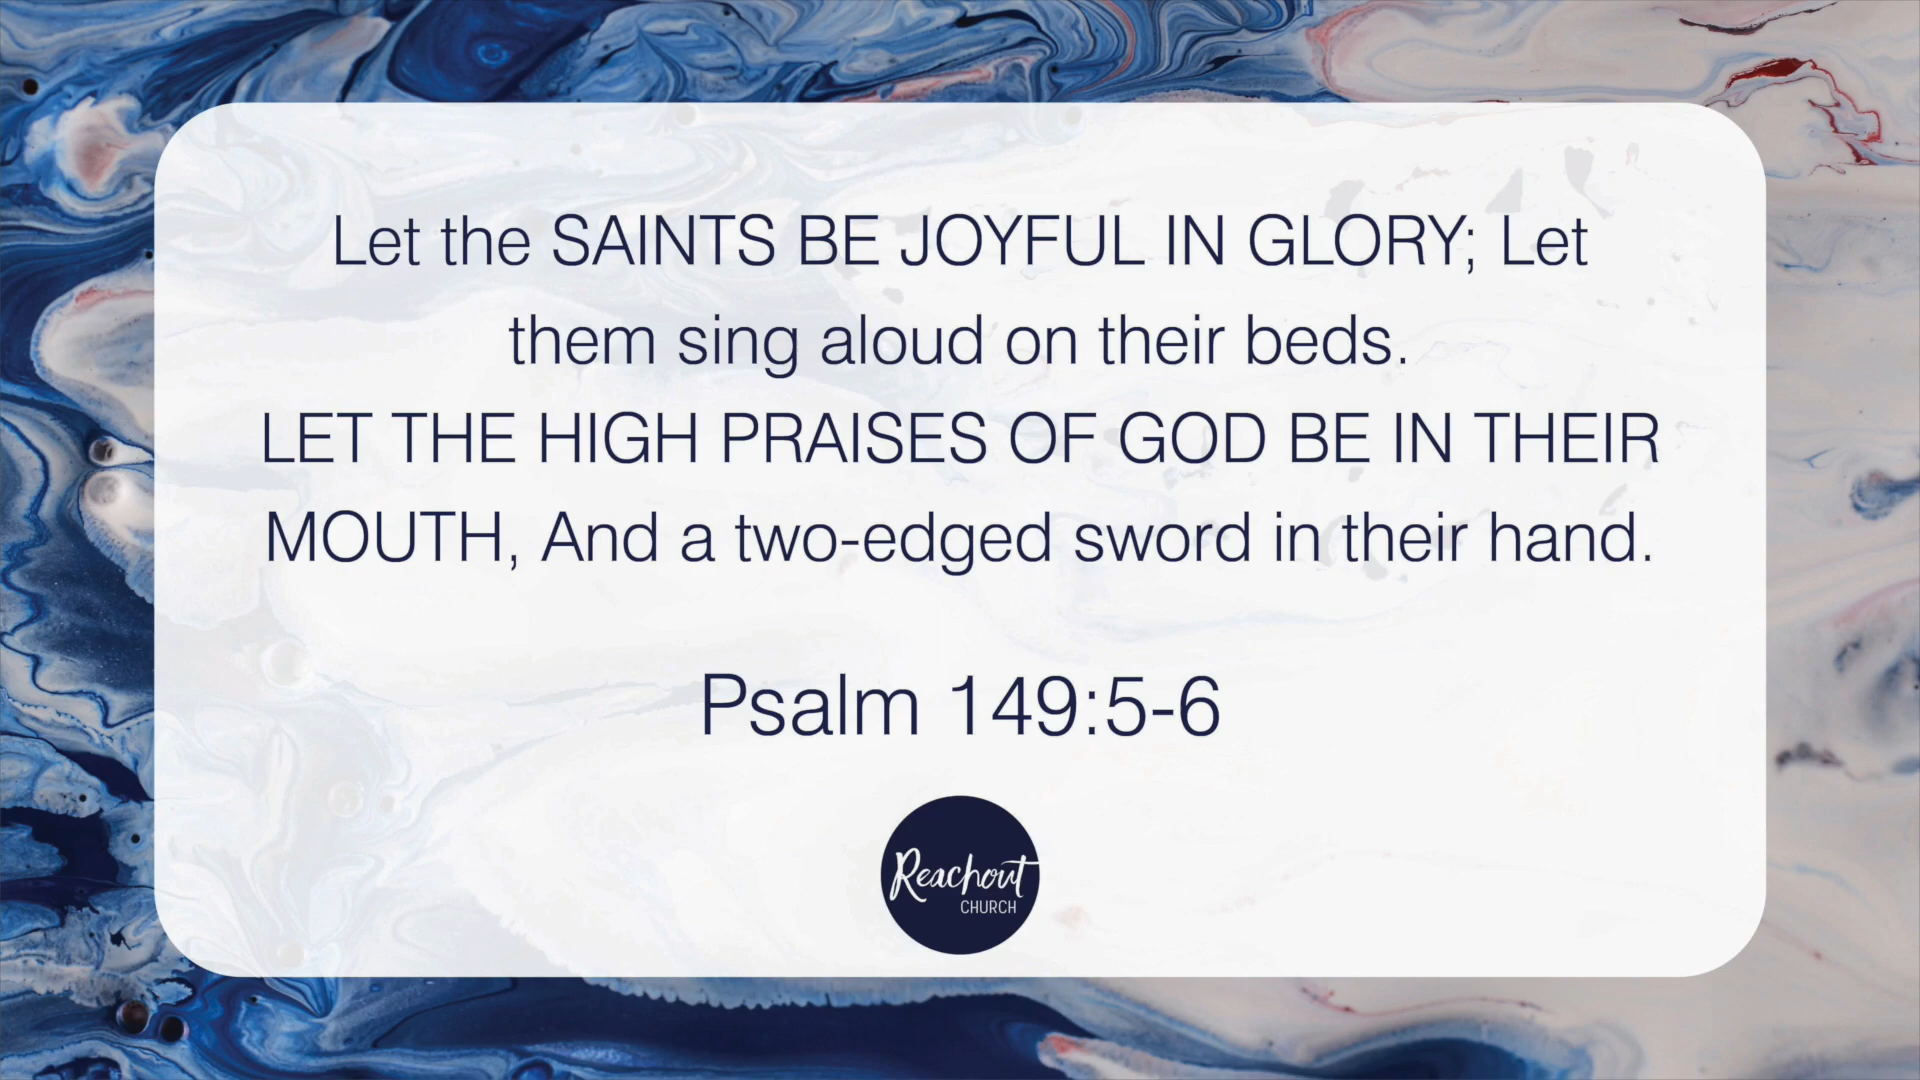 Let the SAINTS BE JOYFUL IN GLORY; Let
them sing aloud on their beds.
LET THE HIGH PRAISES OF GOD BE IN THEIR
MOUTH, And a two-edged sword in their hand.
Psalm 149:5-6
Reachout
CHURCH